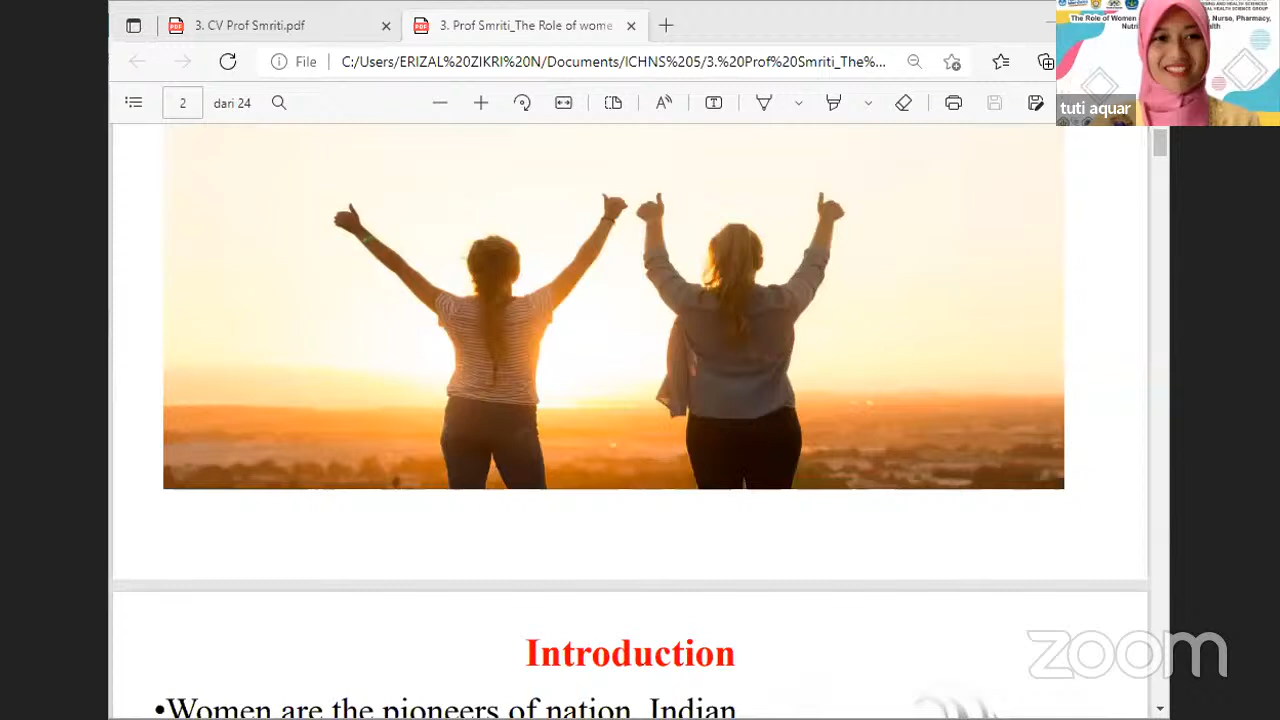 3. CV Prof Smriti.pdf
3. Prof Smriti_The Role of wome
File
C:/Users/ERIZAL%20ZIKRI%20N/Documents/ICHNS%205/3.%20Prof%20Smriti_The%...
2
dari 24
The Role of Women
Nurse, Pharmacy,
tuti aquar
Introduction
•Women are the pioneers of nation. Indian
zoom